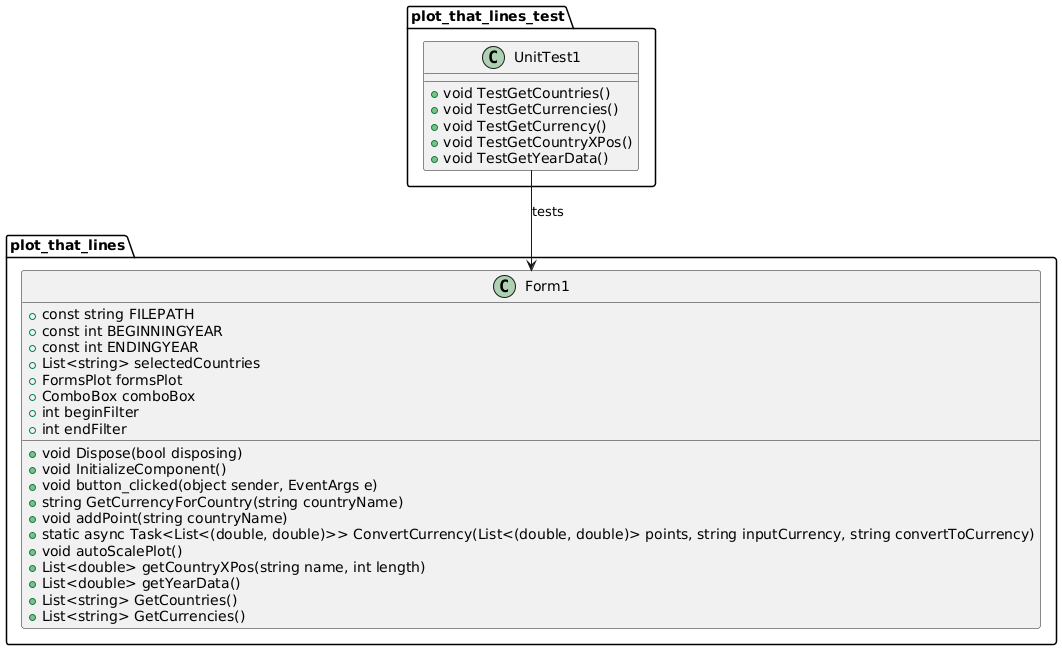 plot_that_lines_test
C UnitTest1
void TestGetCountries()
void TestGetCurrencies()
void TestGetCurrency()
void TestGetCountryXPos()
void TestGetYearData()
tests
plot_that_lines
C Form1
const string FILEPATH
const int BEGINNINGYEAR
const int ENDINGYEAR
List<string> selectedCountries
FormsPlot formsPlot
ComboBox comboBox
int beginFilter
int endFilter
void Dispose(bool disposing)
void InitializeComponent()
void button_clicked(object sender, EventArgs e)
string GetCurrencyForCountry(string countryName)
void addPoint(string countryName)
static async Task<List<(double, double)>> ConvertCurrency(List<(double, double)> points, string inputCurrency, string convertToCurrency)
void autoScalePlot()
List<double> getCountryXPos(string name, int length)
List<double> getYearData()
List<string> GetCountries()
List<string> GetCurrencies()